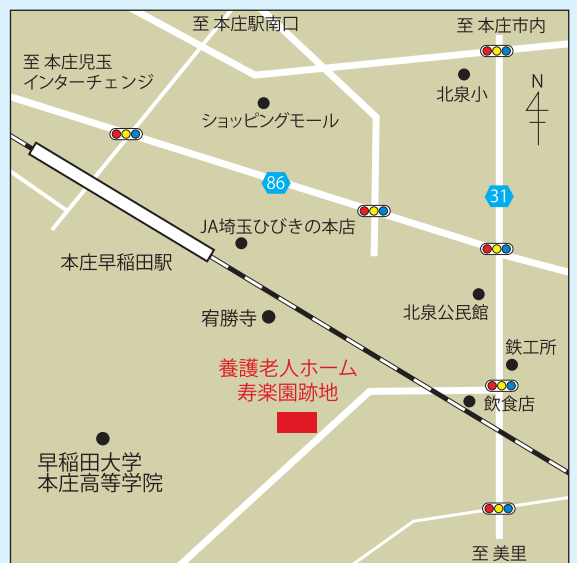 至 本庄駅南口
至 本庄市内
至 本庄児玉
インターチェンジ
N
北泉小
ショッピングモール
86
31
JA埼玉ひびきの本店
本庄早稲田駅
北泉公民館
宥勝寺
鉄工所
養護老人ホーム
寿楽園跡地
飲食店
早稲田大学
本庄高等学院
至 美里